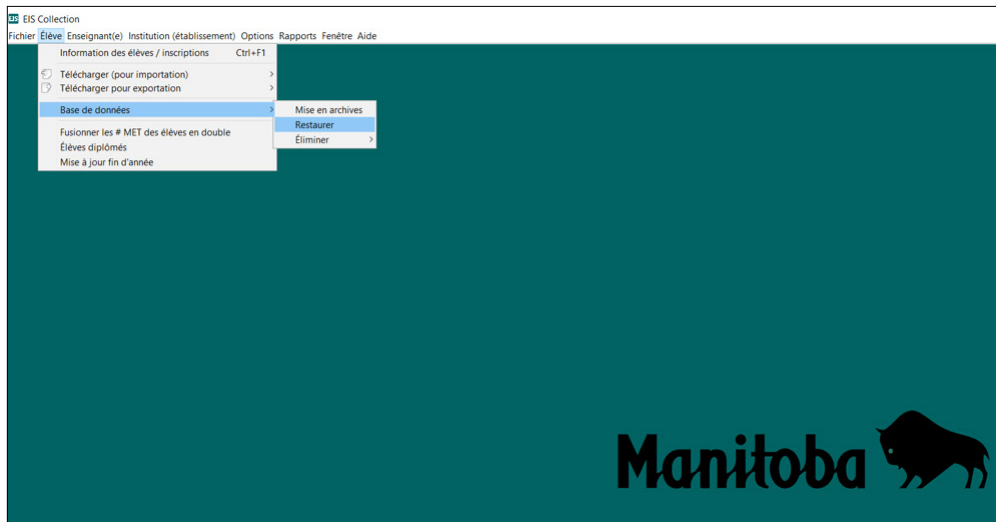 EIS EIS Collection
Fichier Élève Enseignant(e) Institution (établissement) Options Rapports Fenêtre Aide
Information des élèves / inscriptions Ctrl+F1
Télécharger (pour importation)
Télécharger pour exportation
Base de données
Mise en archives
Restaurer
Éliminer
Fusionner les # MET des élèves en double
Élèves diplômés
Mise à jour fin d'année
Manitoba